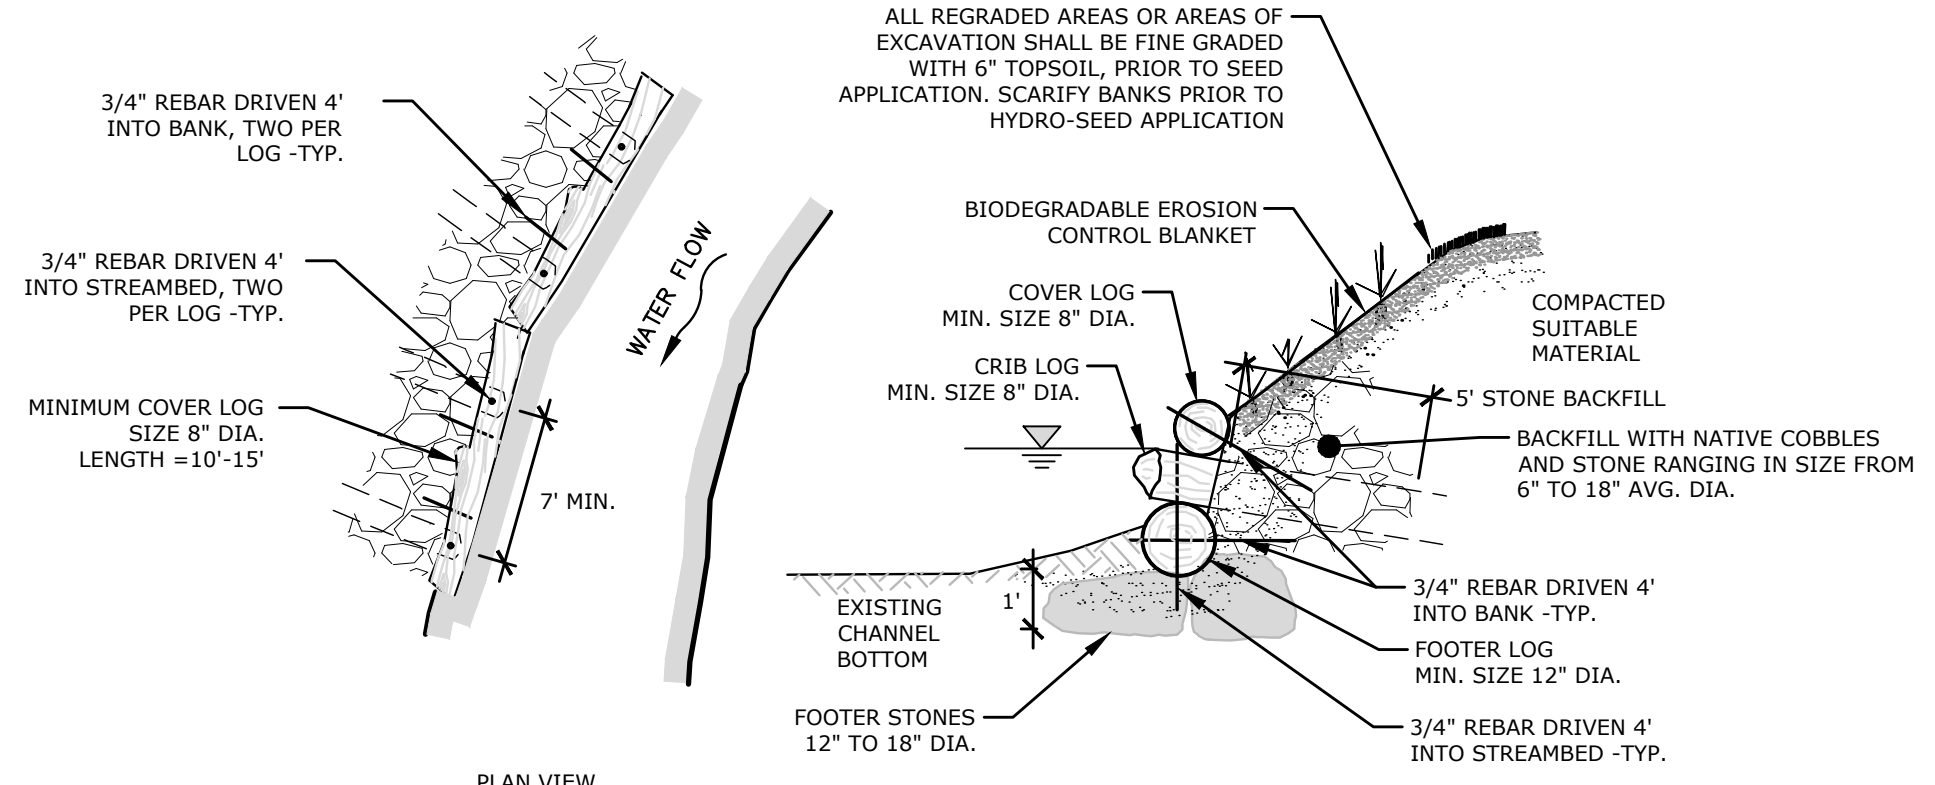 3/4" REBAR DRIVEN 4'
INTO BANK, TWO PER
LOG -TYP.
3/4" REBAR DRIVEN 4'
INTO STREAMBED, TWO
PER LOG -TYP.
MINIMUM COVER LOG
SIZE 8" DIA.
LENGTH =10'-15'
7' MIN.
WATER FLOW
PLAN VIEW
ALL REGRADED AREAS OR AREAS OF
EXCAVATION SHALL BE FINE GRADED
WITH 6" TOPSOIL, PRIOR TO SEED
APPLICATION. SCARIFY BANKS PRIOR TO
HYDRO-SEED APPLICATION
BIODEGRADABLE EROSION
CONTROL BLANKET
COVER LOG
MIN. SIZE 8" DIA.
CRIB LOG
MIN. SIZE 8" DIA.
COMPACTED
SUITABLE
MATERIAL
5' STONE BACKFILL
BACKFILL WITH NATIVE COBBLES
AND STONE RANGING IN SIZE FROM
6" TO 18" AVG. DIA.
EXISTING
CHANNEL
BOTTOM
1'
3/4" REBAR DRIVEN 4'
INTO BANK -TYP.
FOOTER LOG
MIN. SIZE 12" DIA.
FOOTER STONES
12" TO 18" DIA.
3/4" REBAR DRIVEN 4'
INTO STREAMBED -TYP.